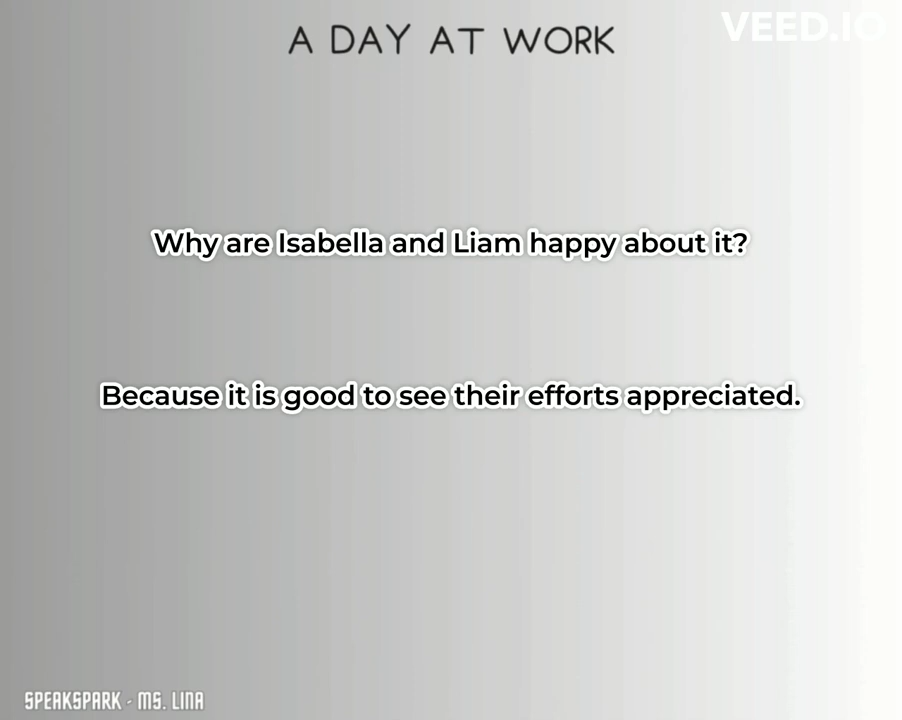 A DAY AT WORK
VEED.IO
Why are Isabella and Liam happy about it?
Because it is good to see their efforts appreciated.
SPEAKSPARK - MS. LINA